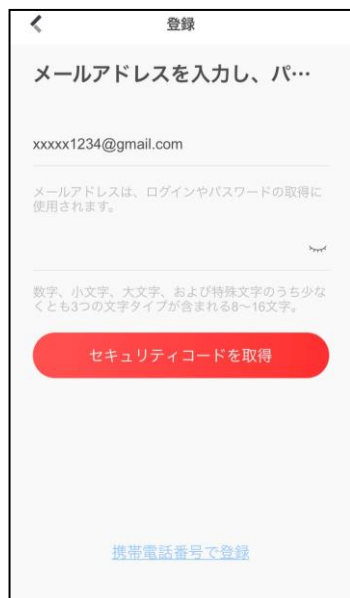 登録
メールアドレスを入力し、パ…
xxxxx1234@gmail.com
メールアドレスは、ログインやパスワードの取得に
使用されます。
数字、小文字、大文字、および特殊文字のうち少な
くとも3つの文字タイプが含まれる8～16文字。
セキュリティコードを取得
携帯電話番号で登録